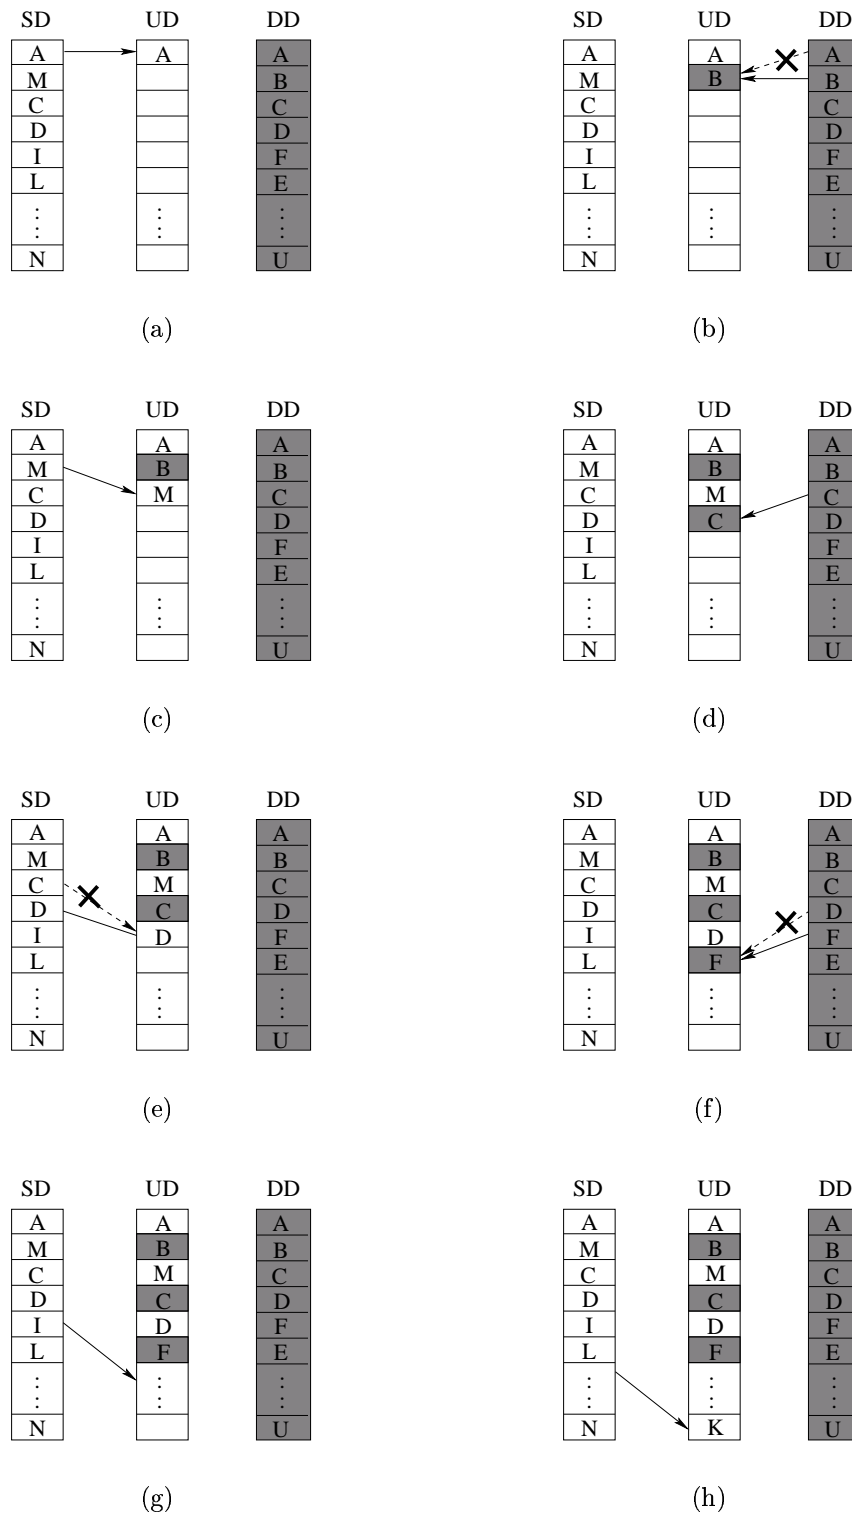 SD UD DD
A A A
M B
C C
D D
I F
L E
N U
(a)
SD UD DD
A A A
M B B
C C
D D
I F
L E
N U
(b)
SD UD DD
A A A
M B B
C M C
D D
I F
L E
N U
(c)
SD UD DD
A A A
M B B
C M C
D C D
I F
L E
N U
(d)
SD UD DD
A A A
M B B
C M C
D C D
I D F
L E
N U
(e)
SD UD DD
A A A
M B B
C M C
D C D
I D F
L F E
N U
(f)
SD UD DD
A A A
M B B
C M C
D C D
I D F
L F E
N U
(g)
SD UD DD
A A A
M B B
C M C
D C D
I D F
L F E
N K U
(h)